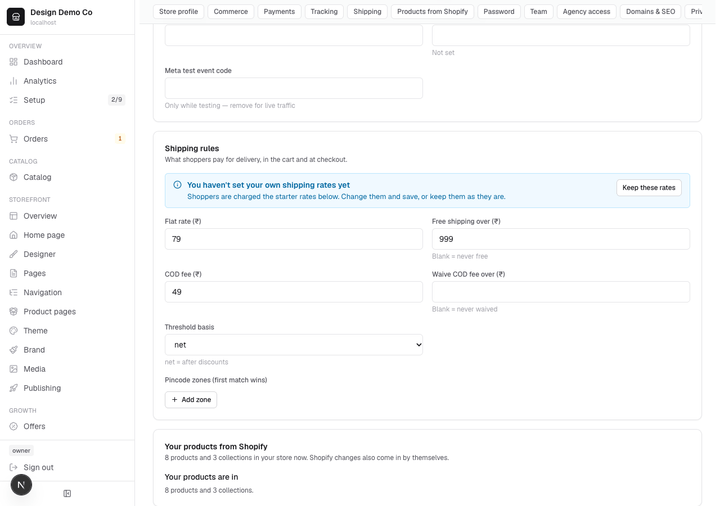 Design Demo Co
localhost
OVERVIEW
Dashboard
Analytics
Setup 2/9
ORDERS
Orders 1
CATALOG
Catalog
STOREFRONT
Overview
Home page
Designer
Pages
Navigation
Product pages
Theme
Brand
Media
Publishing
GROWTH
Offers
owner
Sign out
N
Store profile Commerce Payments Tracking Shipping Products from Shopify Password Team Agency access Domains & SEO Priv
Not set
Meta test event code
Only while testing — remove for live traffic
Shipping rules
What shoppers pay for delivery, in the cart and at checkout.
You haven't set your own shipping rates yet
Shoppers are charged the starter rates below. Change them and save, or keep them as they are.
Keep these rates
Flat rate (₹) Free shipping over (₹)
79 999
Blank = never free
COD fee (₹) Waive COD fee over (₹)
49
Blank = never waived
Threshold basis
net
net = after discounts
Pincode zones (first match wins)
+ Add zone
Your products from Shopify
8 products and 3 collections in your store now. Shopify changes also come in by themselves.
Your products are in
8 products and 3 collections.